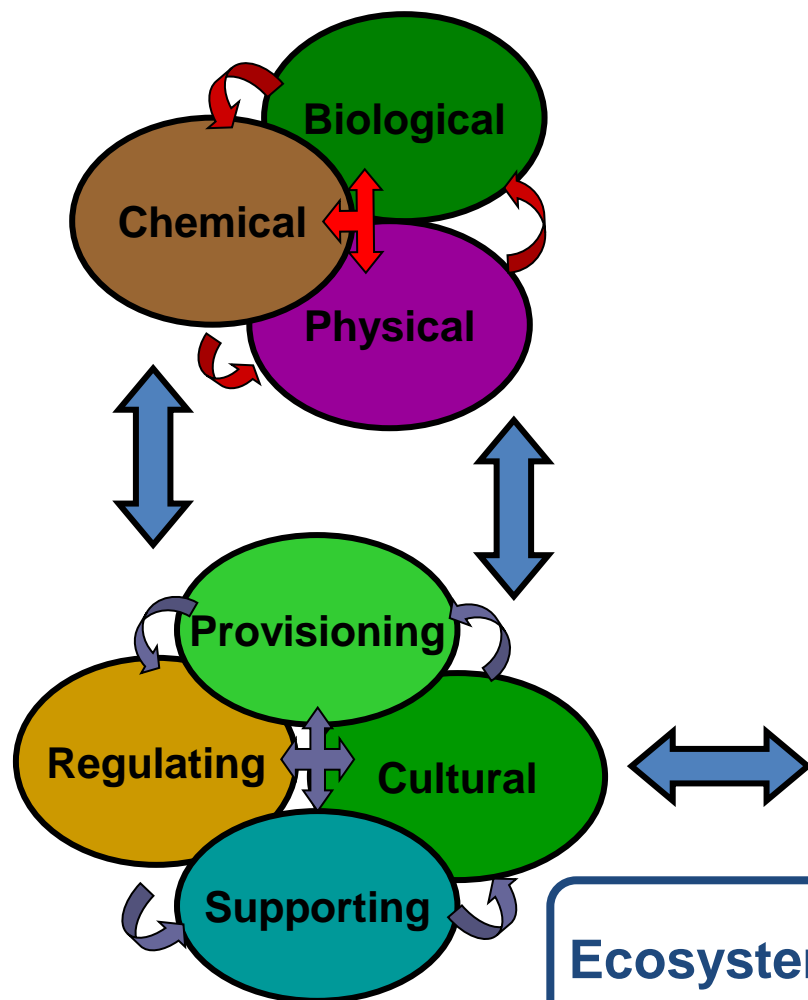 Biological
Chemical
Physical
Provisioning
Regulating
Cultural
Supporting